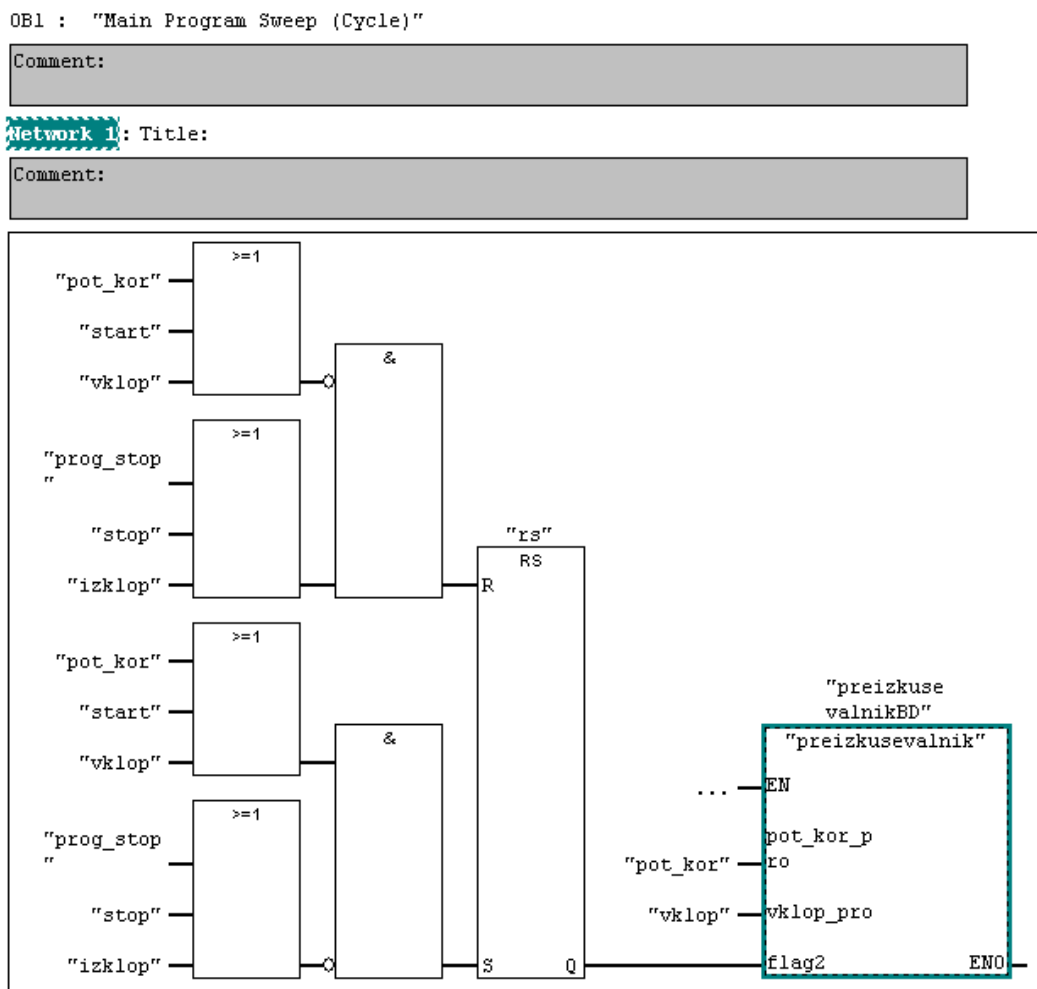 OB1 : "Main Program Sweep (Cycle)"
Comment:
Network 1: Title:
Comment:
>=1
"pot_kor"
"start"
"vklop"
&
>=1
"prog_stop
"
"stop"
"izklop"
"rs"
RS
R
>=1
"pot_kor"
"start"
"vklop"
&
>=1
"prog_stop
"
"stop"
"izklop"
S Q
"preizkuse
valnikBD"
"preizkusevalnik"
... EN
pot_kor_p
"pot_kor" ro
"vklop" vklop_pro
flag2 ENO